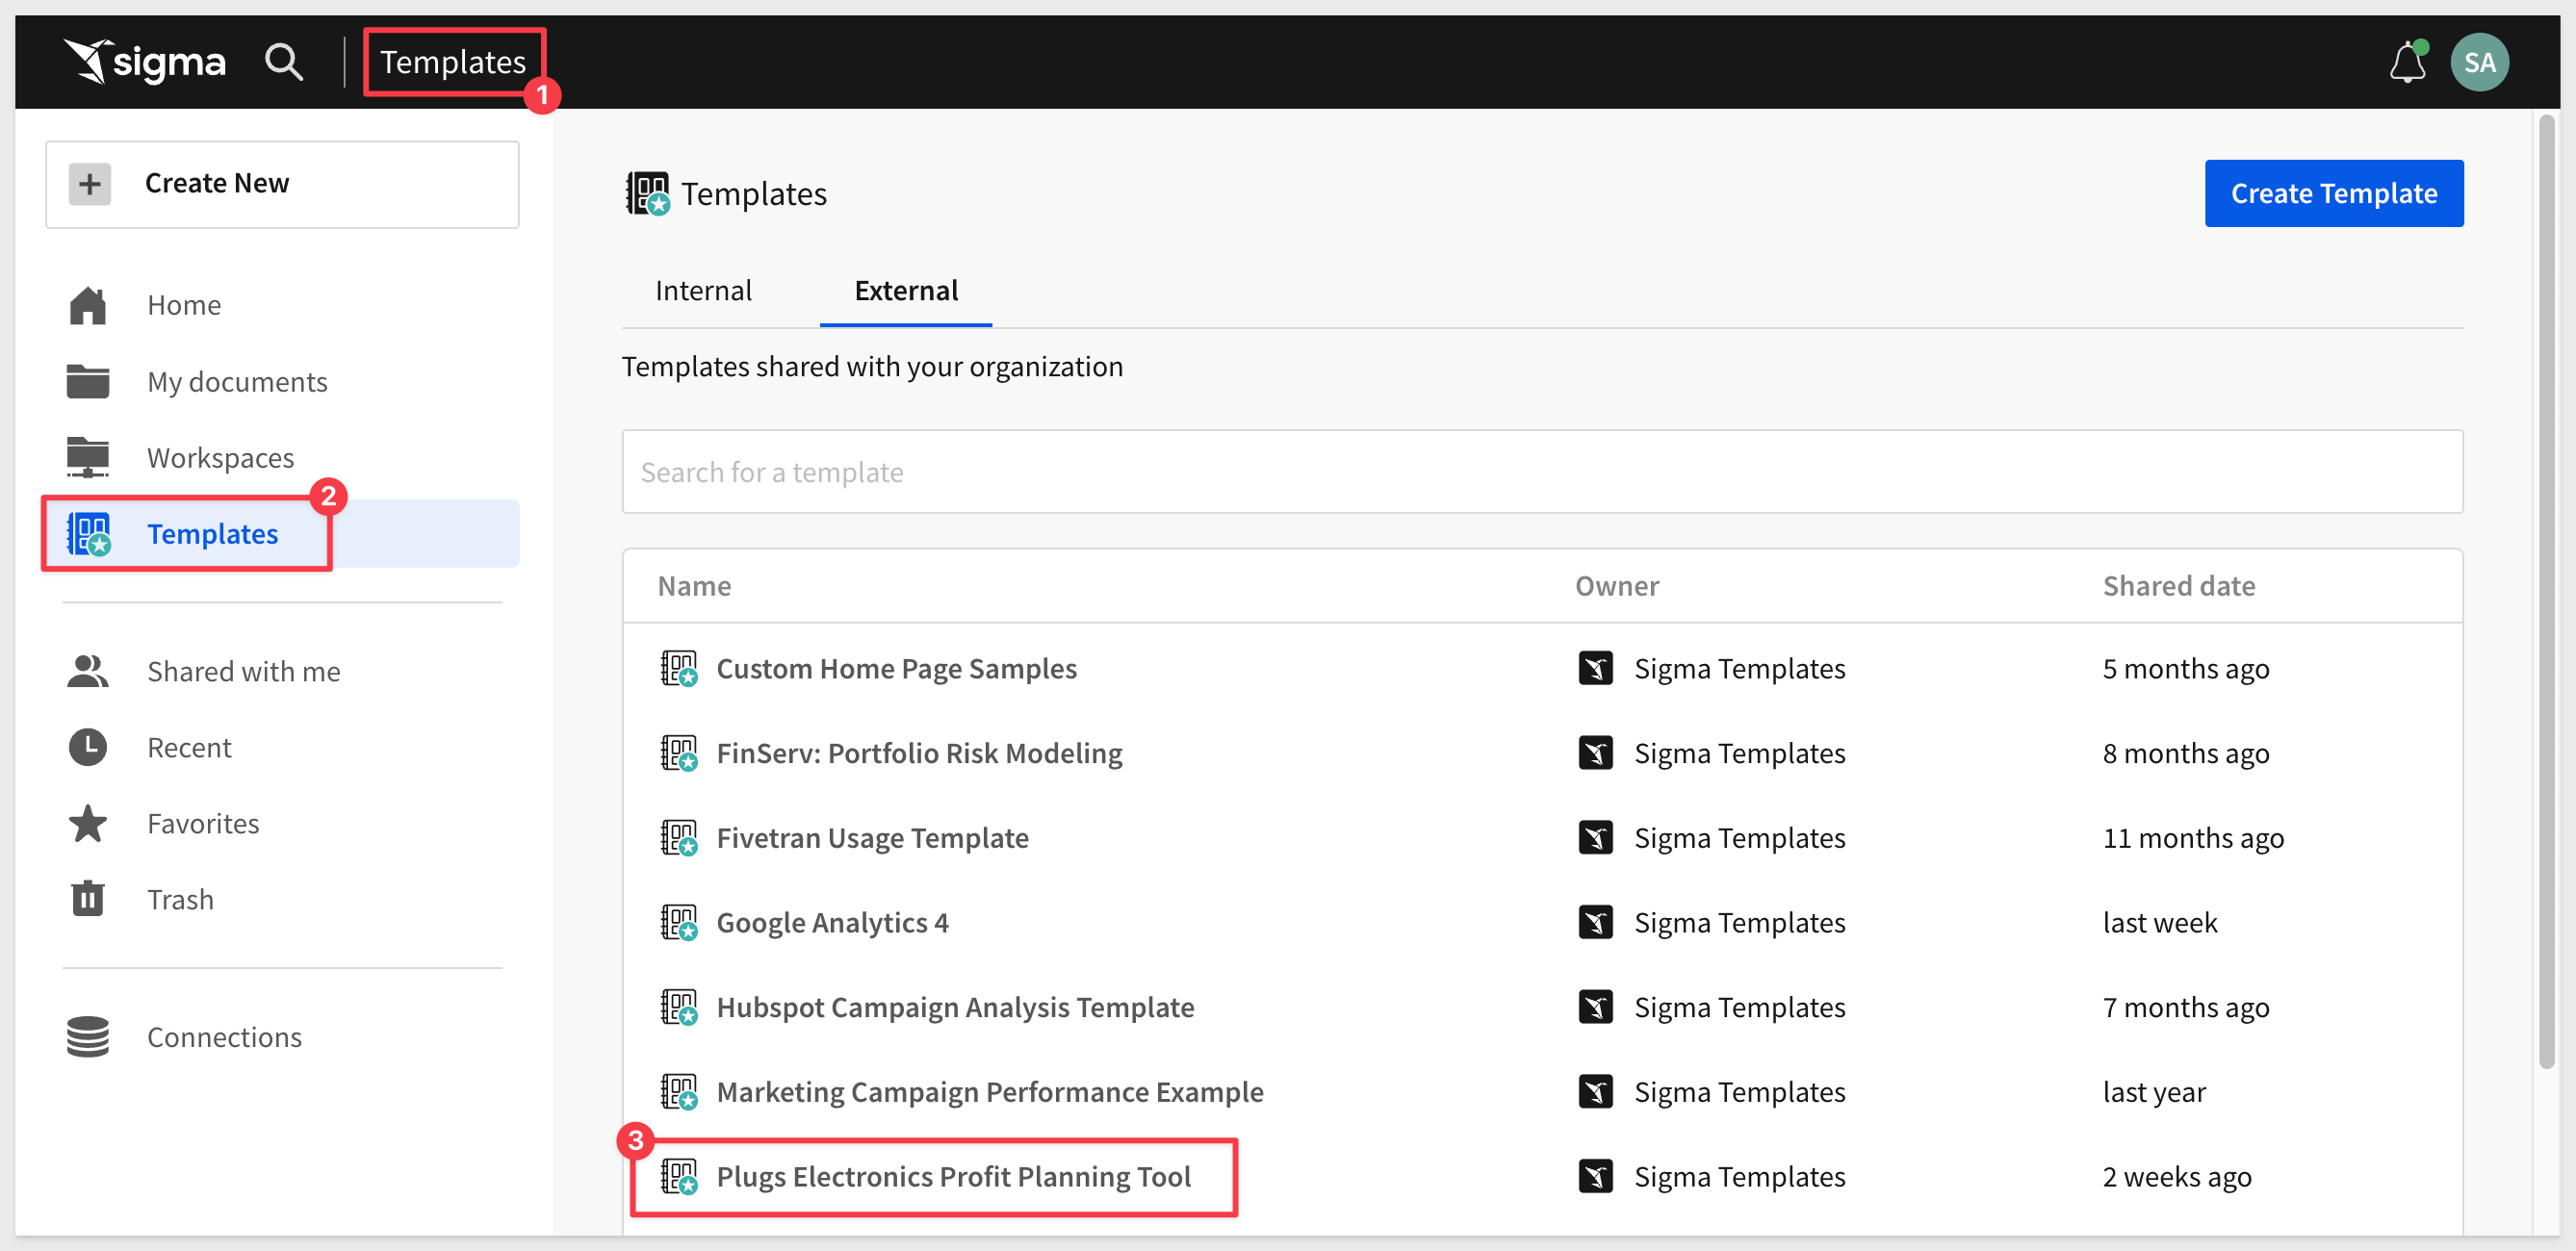 sigma Templates SA
1
Create New
Home
My documents
Workspaces
2
Templates
Shared with me
Recent
Favorites
Trash
Connections
Templates Create Template
Internal External
Templates shared with your organization
Search for a template
Name Owner Shared date
Custom Home Page Samples Sigma Templates 5 months ago
FinServ: Portfolio Risk Modeling Sigma Templates 8 months ago
Fivetran Usage Template Sigma Templates 11 months ago
Google Analytics 4 Sigma Templates last week
Hubspot Campaign Analysis Template Sigma Templates 7 months ago
Marketing Campaign Performance Example Sigma Templates last year
3
Plugs Electronics Profit Planning Tool Sigma Templates 2 weeks ago